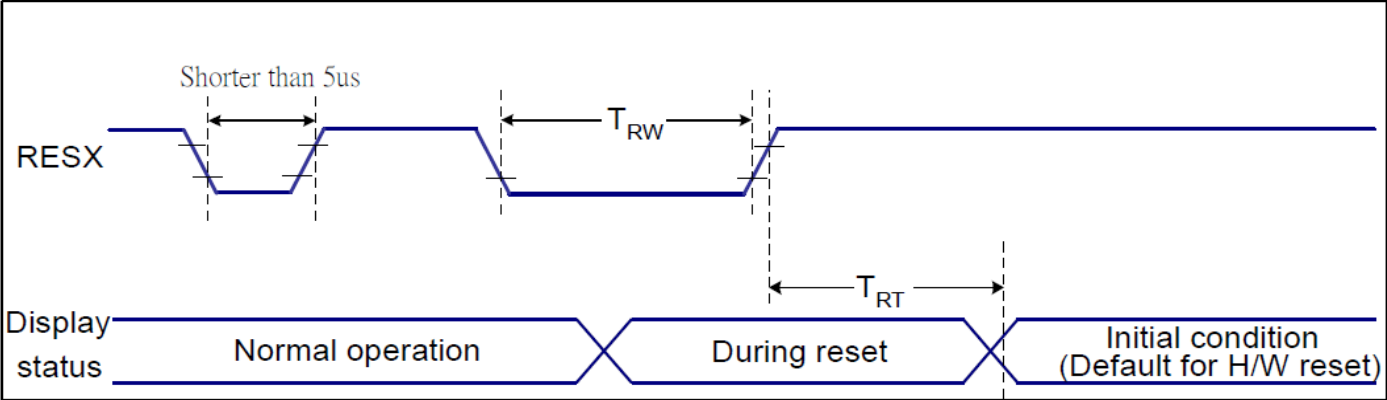 Shorter than 5us
TRW
RESX
TRT
Display
status
Normal operation
During reset
Initial condition
(Default for H/W reset)